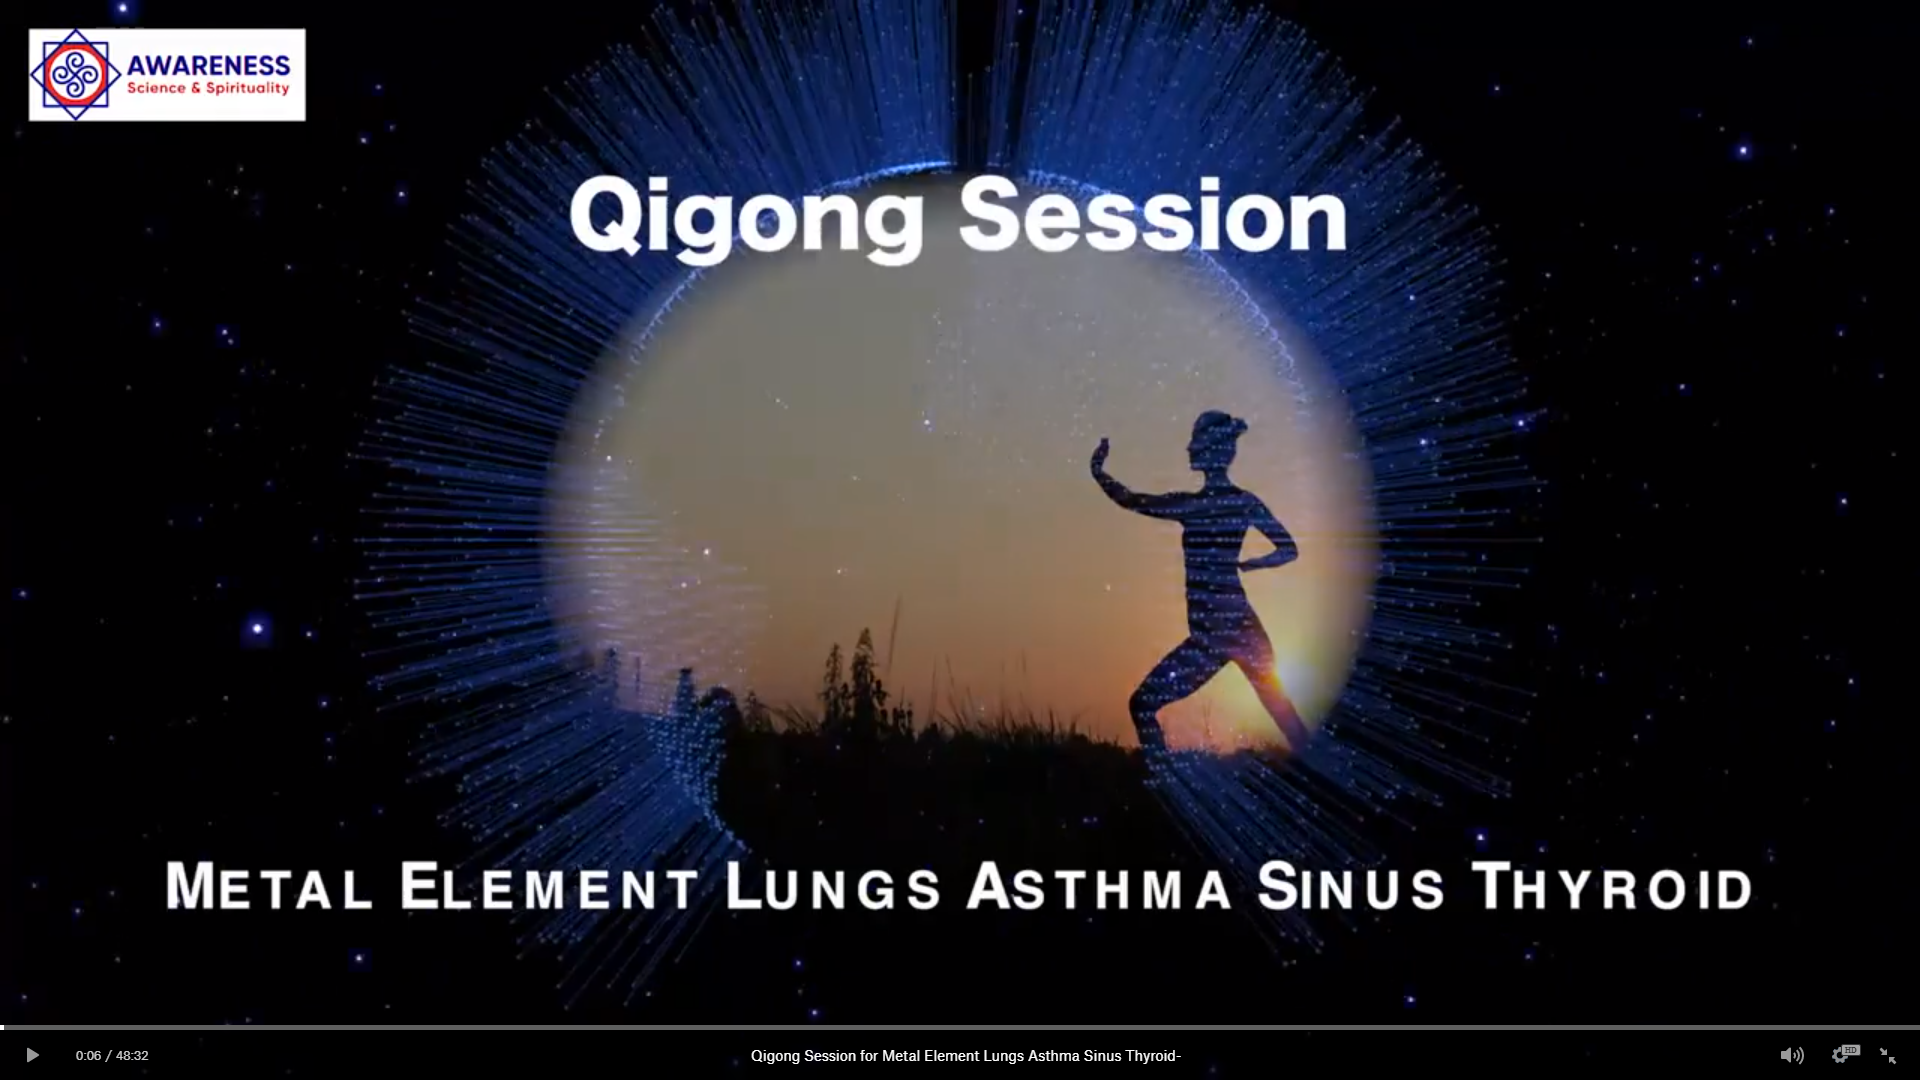 AWARENESS
Science & Spirituality
Qigong Session
METAL ELEMENT LUNGS ASTHMA SINUS THYROID
0:06 / 48:32
Qigong Session for Metal Element Lungs Asthma Sinus Thyroid-
HD